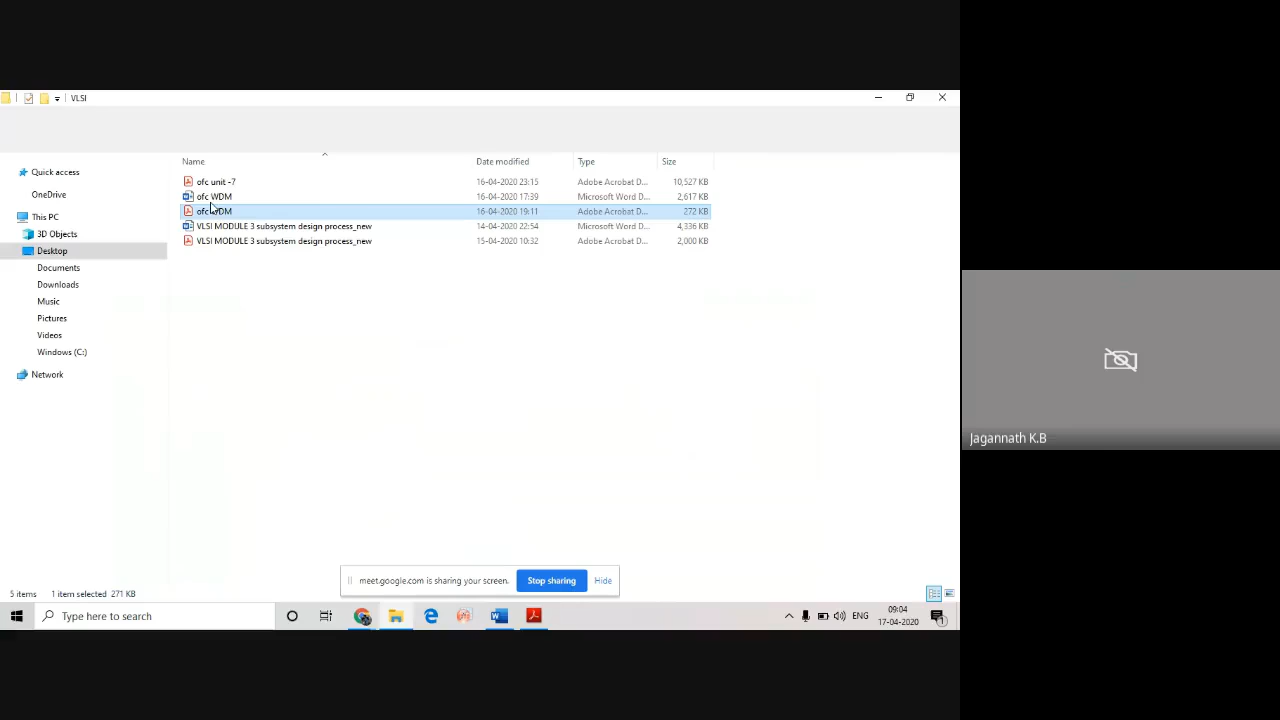 VLSI
Name Date modified Type Size
Quick access
OneDrive
This PC
3D Objects
Desktop
Documents
Downloads
Music
Pictures
Videos
Windows (C:)
Network
ofc unit -7 16-04-2020 23:15 Adobe Acrobat D... 10,527 KB
ofc WDM 16-04-2020 17:39 Microsoft Word D... 2,617 KB
ofc WDM 16-04-2020 19:11 Adobe Acrobat D... 272 KB
VLSI MODULE 3 subsystem design process_new 14-04-2020 22:54 Microsoft Word D... 4,336 KB
VLSI MODULE 3 subsystem design process_new 15-04-2020 10:32 Adobe Acrobat D... 2,000 KB
Jagannath K.B
meet.google.com is sharing your screen. Stop sharing Hide
5 items 1 item selected 271 KB
Type here to search
ENG
09:04
17-04-2020
1